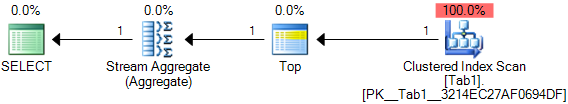 0.0% 0.0% 0.0% 100.0%
1 1 1
SELECT Stream Aggregate Top Clustered Index Scan
(Aggregate) [Tab1].
[PK__Tab1__3214EC27AF0694DF]